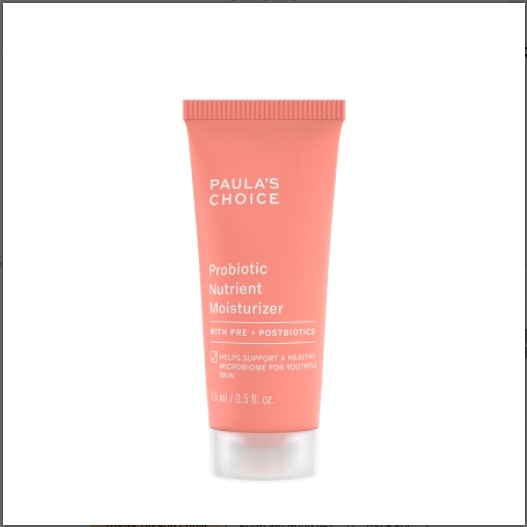 PAULA'S
CHOICE
Probiotic
Nutrient
Moisturizer
WITH PRE + POSTBIOTICS
HELPS SUPPORT A HEALTHY
MICROBIOME FOR YOUTHFUL
SKIN
15 ml / 0.5 fl. oz.